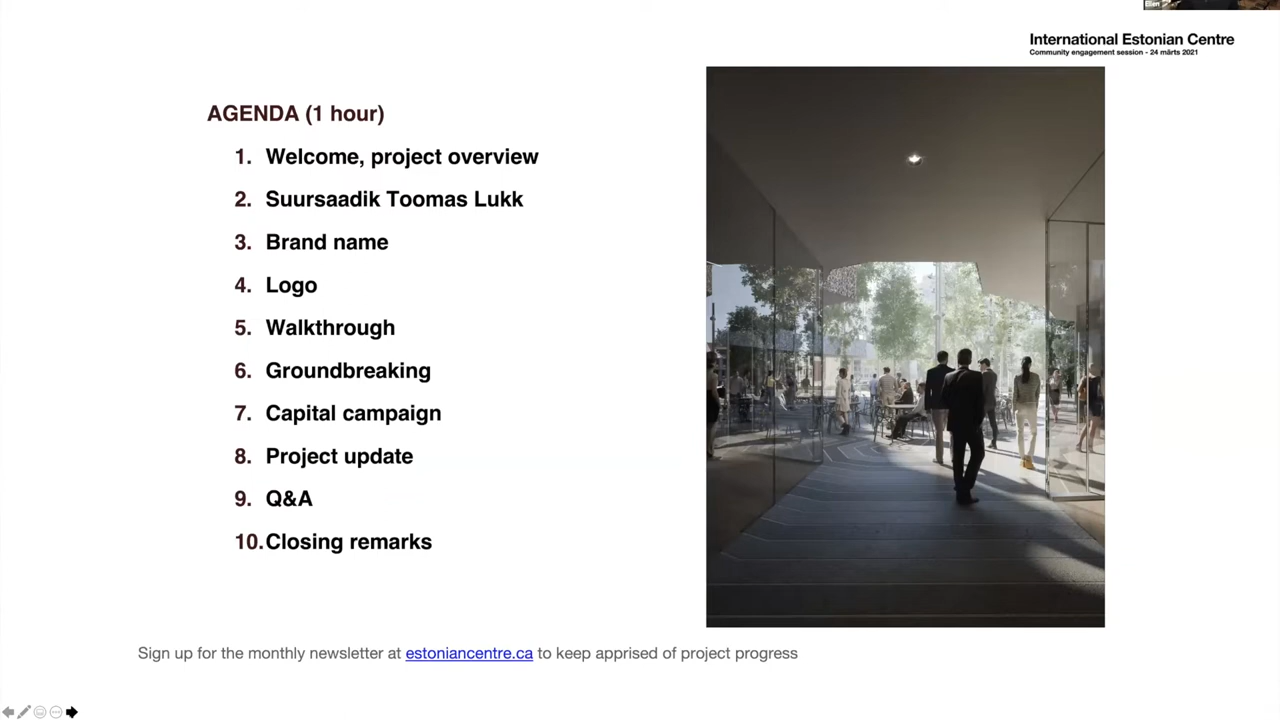 Ellen
International Estonian Centre
Community engagement session - 24 märts 2021
AGENDA (1 hour)
1. Welcome, project overview
2. Suursaadik Toomas Lukk
3. Brand name
4. Logo
5. Walkthrough
6. Groundbreaking
7. Capital campaign
8. Project update
9. Q&A
10. Closing remarks
Sign up for the monthly newsletter at estoniancentre.ca to keep apprised of project progress